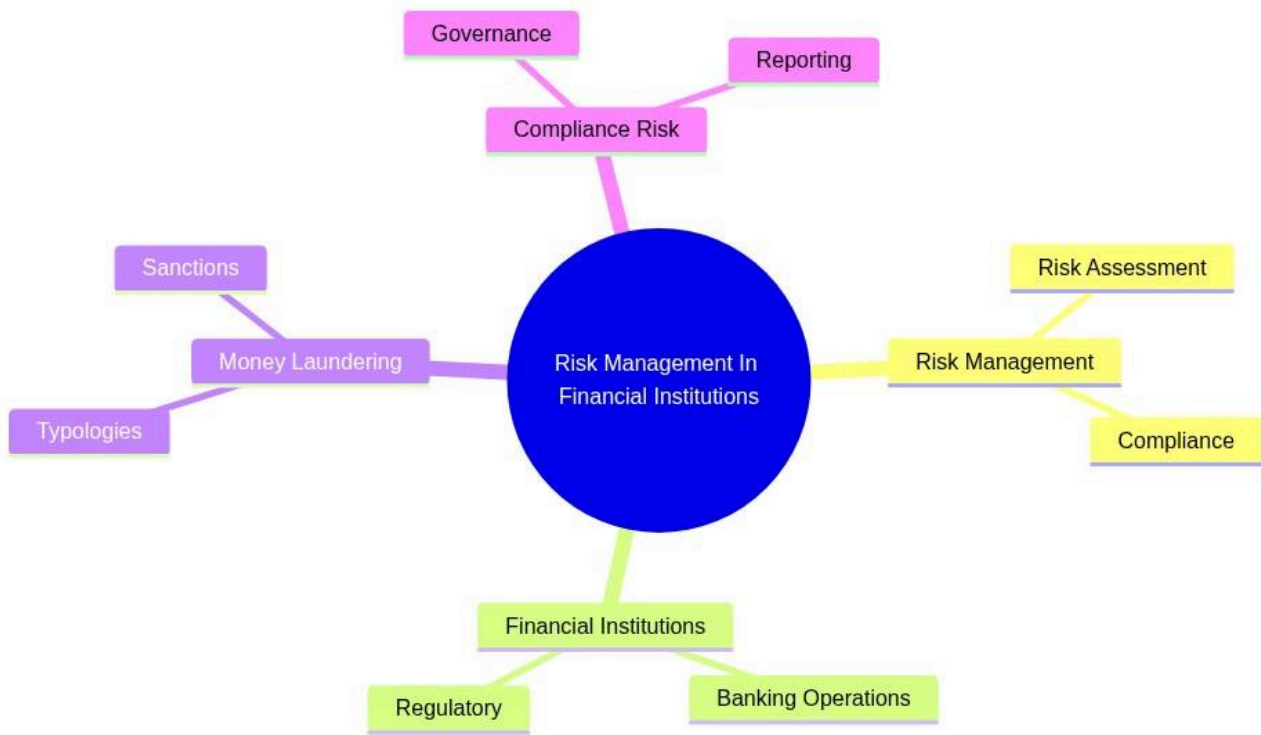 Governance
Reporting
Compliance Risk
Sanctions
Risk Assessment
Money Laundering
Risk Management In
Financial Institutions
Risk Management
Typologies
Compliance
Financial Institutions
Regulatory
Banking Operations